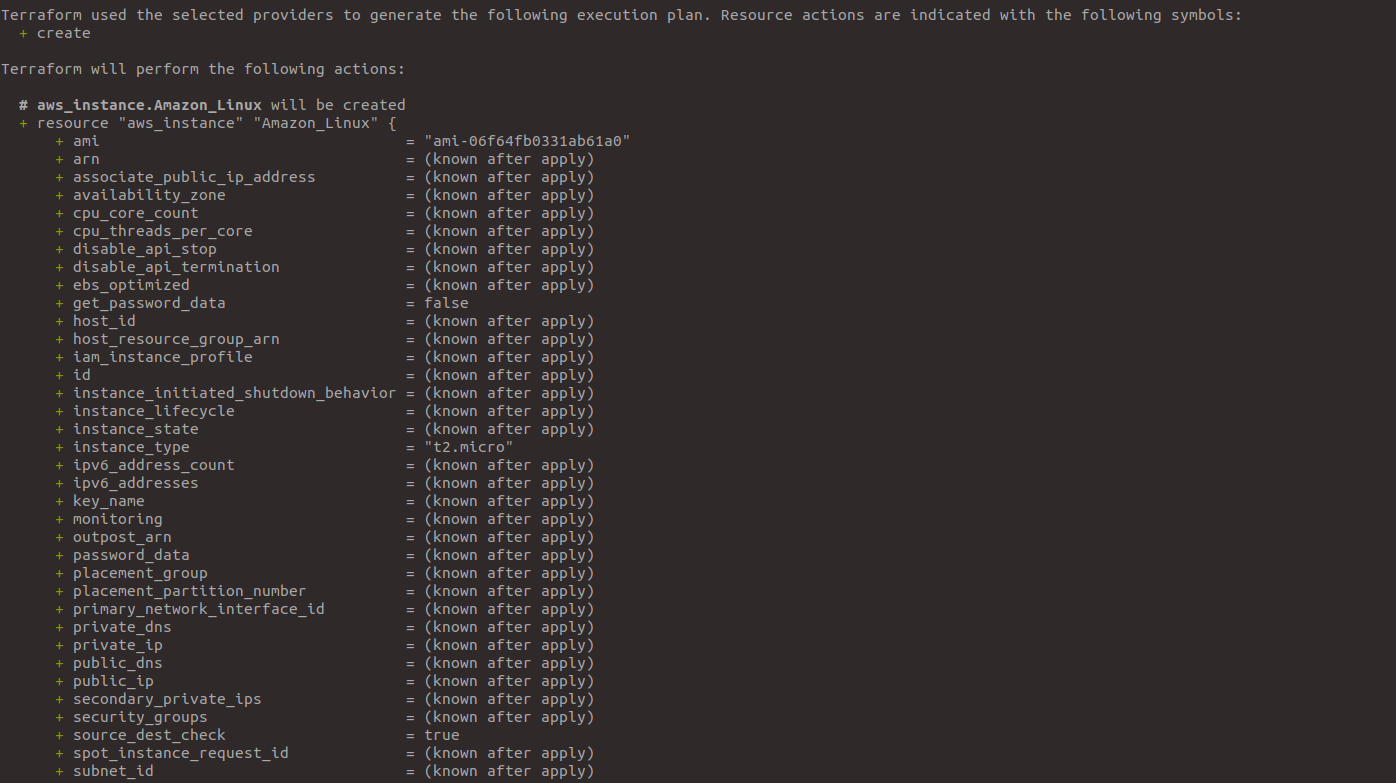 Terraform used the selected providers to generate the following execution plan. Resource actions are indicated with the following symbols:
  + create

Terraform will perform the following actions:

  # aws_instance.Amazon_Linux will be created
  + resource "aws_instance" "Amazon_Linux" {
      + ami                                  = "ami-06f64fb0331ab61a0"
      + arn                                  = (known after apply)
      + associate_public_ip_address          = (known after apply)
      + availability_zone                    = (known after apply)
      + cpu_core_count                       = (known after apply)
      + cpu_threads_per_core                 = (known after apply)
      + disable_api_stop                     = (known after apply)
      + disable_api_termination              = (known after apply)
      + ebs_optimized                        = (known after apply)
      + get_password_data                    = false
      + host_id                              = (known after apply)
      + host_resource_group_arn              = (known after apply)
      + iam_instance_profile                 = (known after apply)
      + id                                   = (known after apply)
      + instance_initiated_shutdown_behavior = (known after apply)
      + instance_lifecycle                   = (known after apply)
      + instance_state                       = (known after apply)
      + instance_type                        = "t2.micro"
      + ipv6_address_count                   = (known after apply)
      + ipv6_addresses                       = (known after apply)
      + key_name                             = (known after apply)
      + monitoring                           = (known after apply)
      + outpost_arn                          = (known after apply)
      + password_data                        = (known after apply)
      + placement_group                      = (known after apply)
      + placement_partition_number           = (known after apply)
      + primary_network_interface_id         = (known after apply)
      + private_dns                          = (known after apply)
      + private_ip                           = (known after apply)
      + public_dns                           = (known after apply)
      + public_ip                            = (known after apply)
      + secondary_private_ips                = (known after apply)
      + security_groups                      = (known after apply)
      + source_dest_check                    = true
      + spot_instance_request_id             = (known after apply)
      + subnet_id                            = (known after apply)